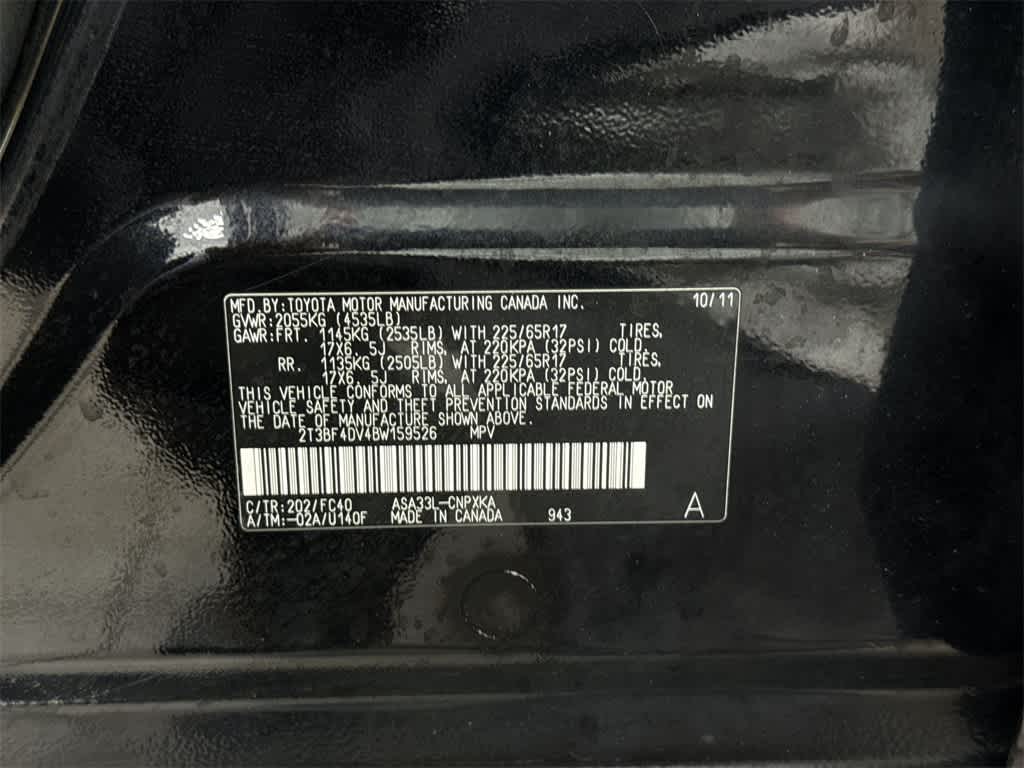 MFD.BY:TOYOTA MOTOR MANUFACTURING CANADA INC. 10/11
GVWR:2055KG (4535LB)
GAWR:FRT. 1145KG (2535LB) WITH 225/65R17 TIRES,
17X6.5J RIMS, AT 220KPA (32PSI) COLD
RR. 1135KG (2505LB) WITH 225/65R17 TIRES,
17X6.5J RIMS, AT 220KPA (32PSI) COLD
THIS VEHICLE CONFORMS TO ALL APPLICABLE FEDERAL MOTOR
VEHICLE SAFETY AND THEFT PREVENTION STANDARDS IN EFFECT ON
THE DATE OF MANUFACTURE SHOWN ABOVE.
2T3BF4DV4BW159526 MPV
C/TR:202/FC40 ASA33L-CNPXKA
A/TM:-02A/U140F MADE IN CANADA 943 A